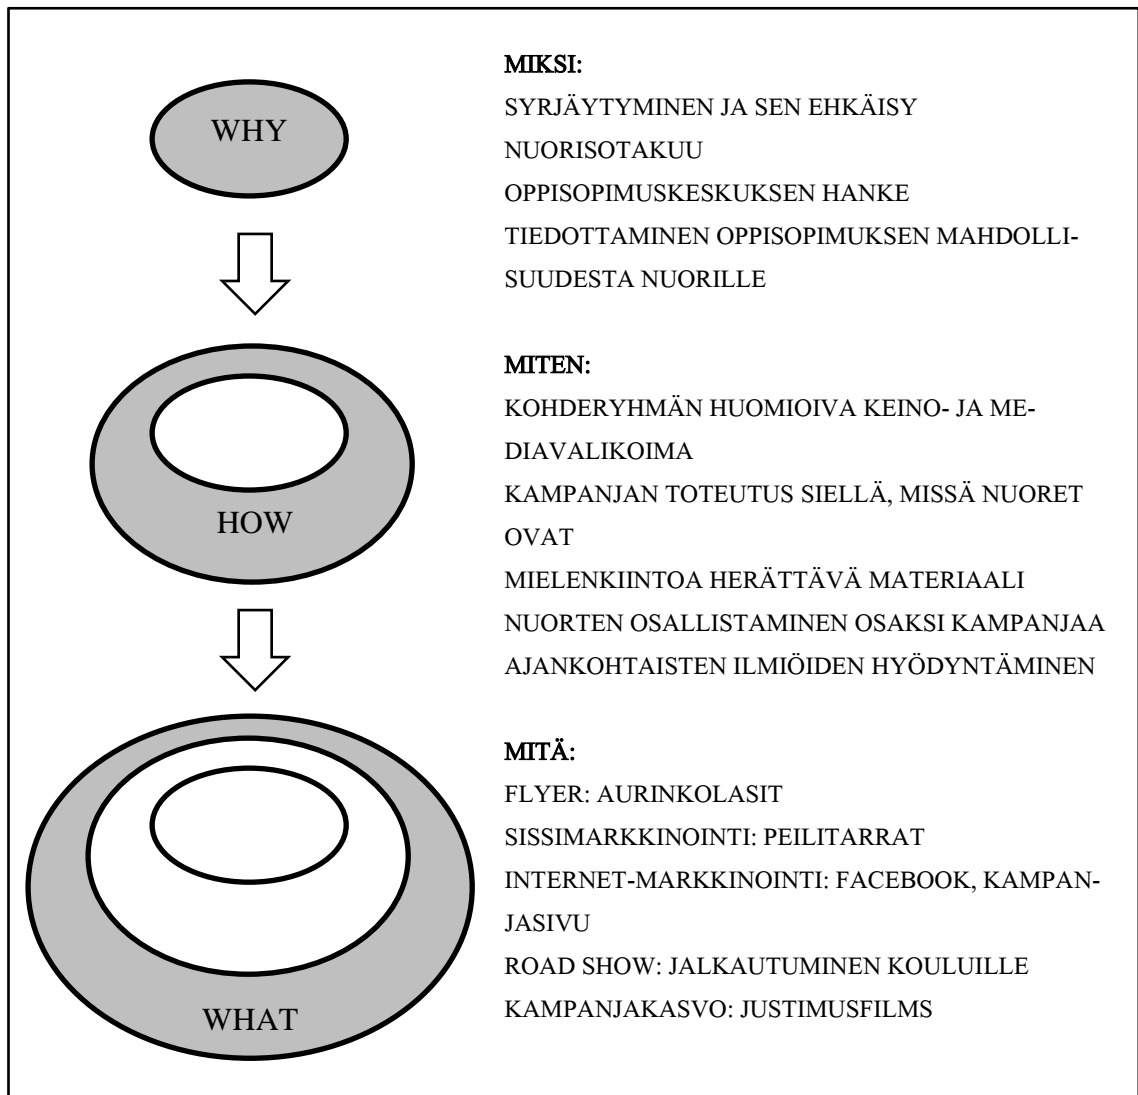 WHY
MIKSI:
SYRJÄYTYMINEN JA SEN EHKÄISY
NUORISOTAKUU
OPPISOPIMUSKESKUKSEN HANKE
TIEDOTTAMINEN OPPISOPIMUKSEN MAHDOLLI-
SUUDESTA NUORILLE
HOW
MITEN:
KOHDERYHMÄN HUOMIOIVA KEINO- JA ME-
DIAVALIKOIMA
KAMPANJAN TOTEUTUS SIELLÄ, MISSÄ NUORET
OVAT
MIELENKIINTOA HERÄTTÄVÄ MATERIAALI
NUORTEN OSALLISTAMINEN OSAKSI KAMPANJAA
AJANKOHTAISTEN ILMIÖIDEN HYÖDYNTÄMINEN
WHAT
MITÄ:
FLYER: AURINKOLASIT
SISSIMARKKINOINTI: PEILITARRAT
INTERNET-MARKKINOINTI: FACEBOOK, KAMPAN-
JASIVU
ROAD SHOW: JALKAUTUMINEN KOULUILLE
KAMPANJAKASVO: JUSTIMUSFILMS